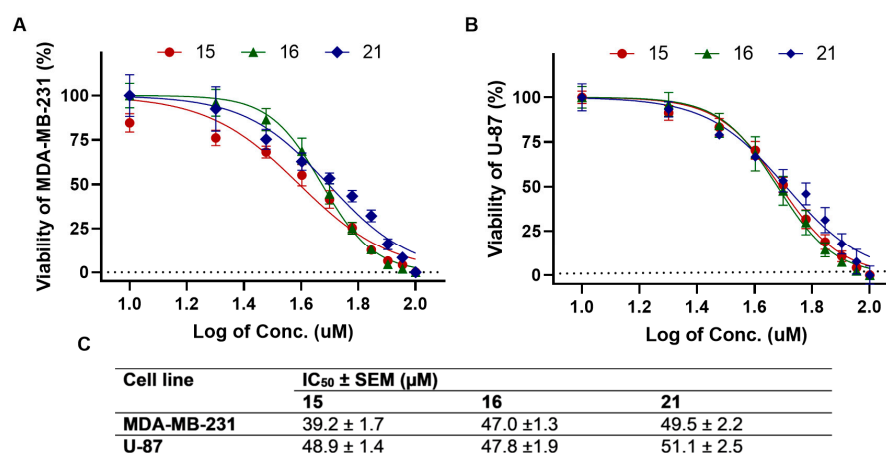 A
15 16 21
Viability of MDA-MB-231 (%)
100
75
50
25
0
1.0 1.2 1.4 1.6 1.8 2.0
Log of Conc. (uM)
B
15 16 21
Viability of U-87 (%)
100
75
50
25
0
1.0 1.2 1.4 1.6 1.8 2.0
Log of Conc. (uM)
C
Cell line IC₅₀ ± SEM (µM)
15 16 21
MDA-MB-231 39.2 ± 1.7 47.0 ±1.3 49.5 ± 2.2
U-87 48.9 ± 1.4 47.8 ±1.9 51.1 ± 2.5